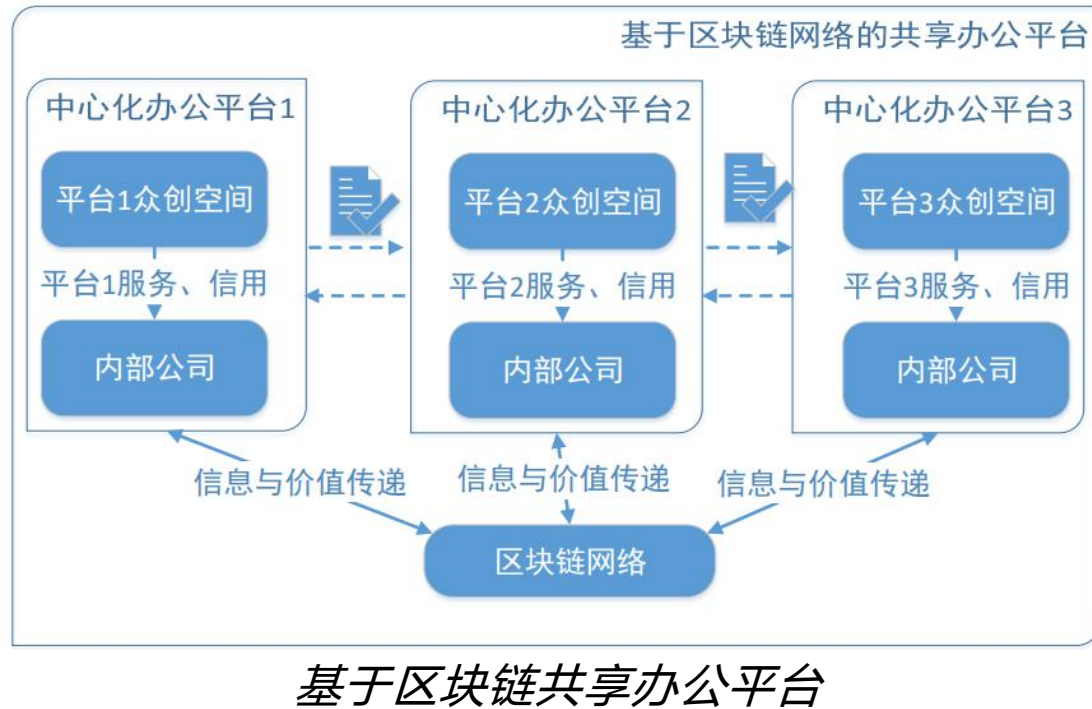 基于区块链网络的共享办公平台
中心化办公平台1
中心化办公平台2
中心化办公平台3
平台1众创空间
平台2众创空间
平台3众创空间
平台1服务、信用
平台2服务、信用
平台3服务、信用
内部公司
内部公司
内部公司
信息与价值传递
信息与价值传递
信息与价值传递
区块链网络
基于区块链共享办公平台